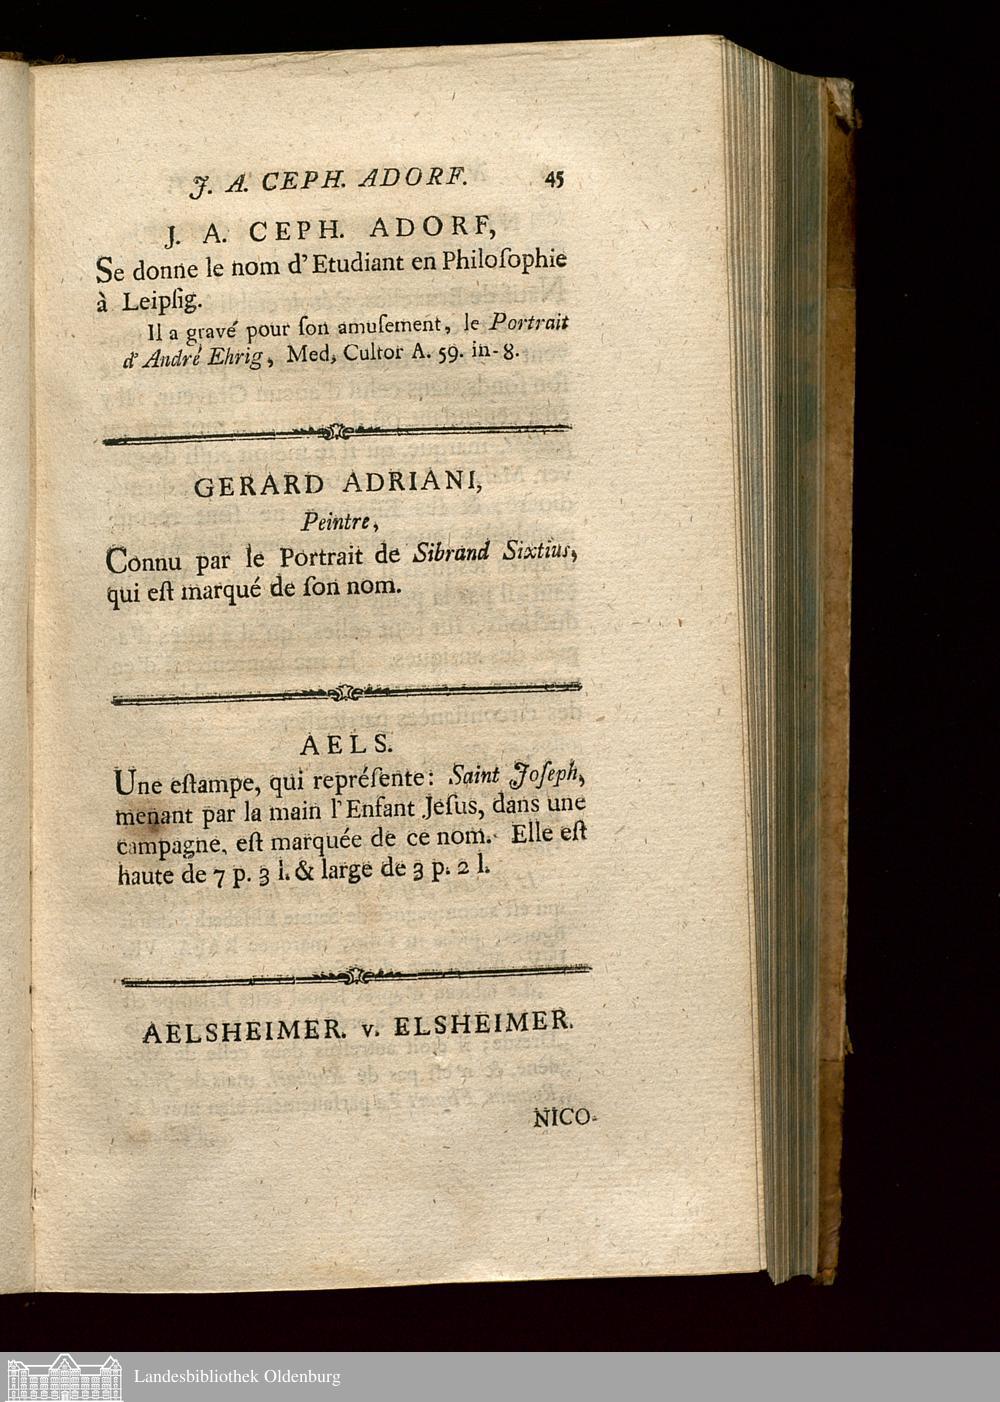 J. A. CEPH. ADORF. 45
J. A. CEPH. ADORF,
Se donne le nom d'Etudiant en Philoſophie
à Leipſig.
Il a gravé pour ſon amuſement, le Portrait
d'André Ehrig, Med, Cultor A. 59. in-8.
GERARD ADRIANI,
Peintre,
Connu par le Portrait de Sibrand Sixtius,
qui eſt marqué de ſon nom.
AELS.
Une eſtampe, qui repréſente: Saint Joſeph,
menant par la main l'Enfant Jeſus, dans une
campagne, eſt marquée de ce nom. Elle eſt
haute de 7 p. 3 l. & large de 3 p. 2 l.
AELSHEIMER. v. ELSHEIMER.
NICO-
Landesbibliothek Oldenburg